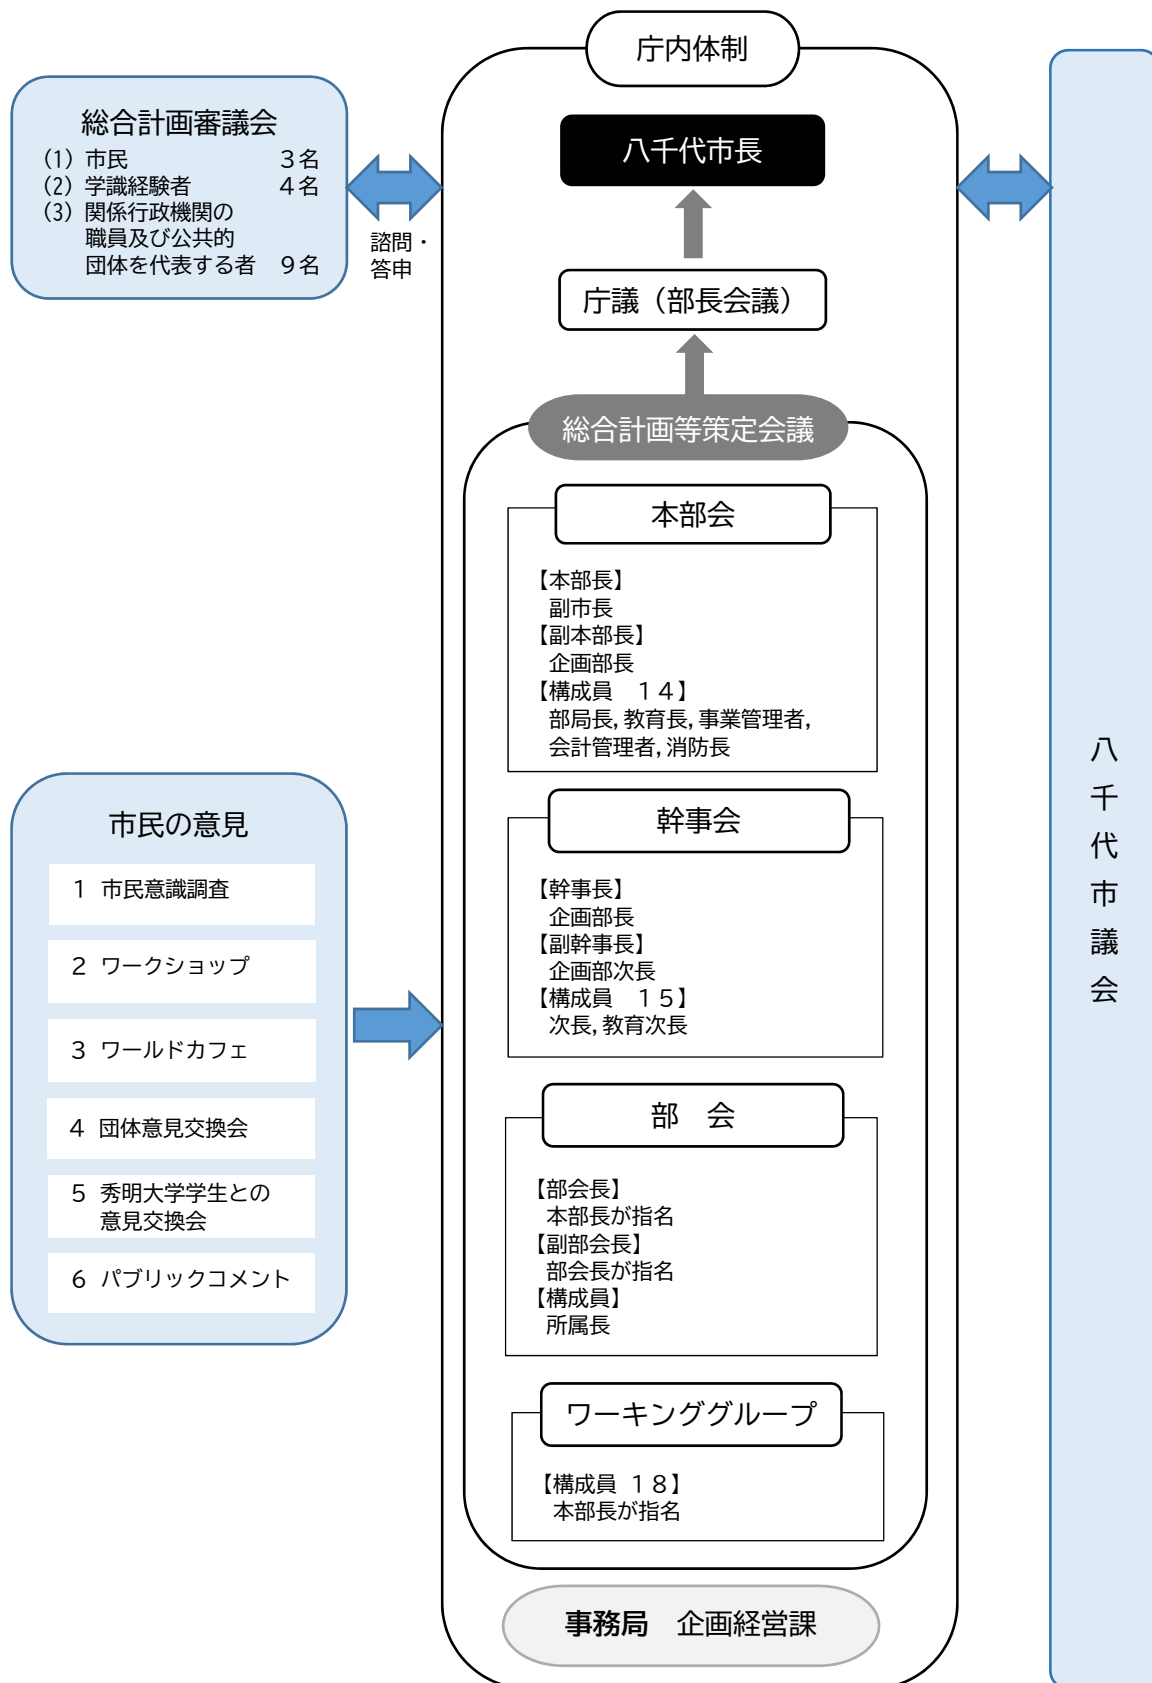 庁内体制
八千代市長
庁議（部長会議）
総合計画審議会
(1) 市民　３名
(2) 学識経験者　４名
(3) 関係行政機関の
職員及び公共的
団体を代表する者　９名
諮問・
答申
総合計画等策定会議
本部会
【本部長】
副市長
【副本部長】
企画部長
【構成員　１４】
部局長，教育長，事業管理者，
会計管理者，消防長
幹事会
【幹事長】
企画部長
【副幹事長】
企画部次長
【構成員　１５】
次長，教育次長
部　会
【部会長】
本部長が指名
【副部会長】
部会長が指名
【構成員】
所属長
ワーキンググループ
【構成員 １８】
本部長が指名
事務局　企画経営課
市民の意見
１ 市民意識調査
２ ワークショップ
３ ワールドカフェ
４ 団体意見交換会
５ 秀明大学学生との
意見交換会
６ パブリックコメント
八千代市議会